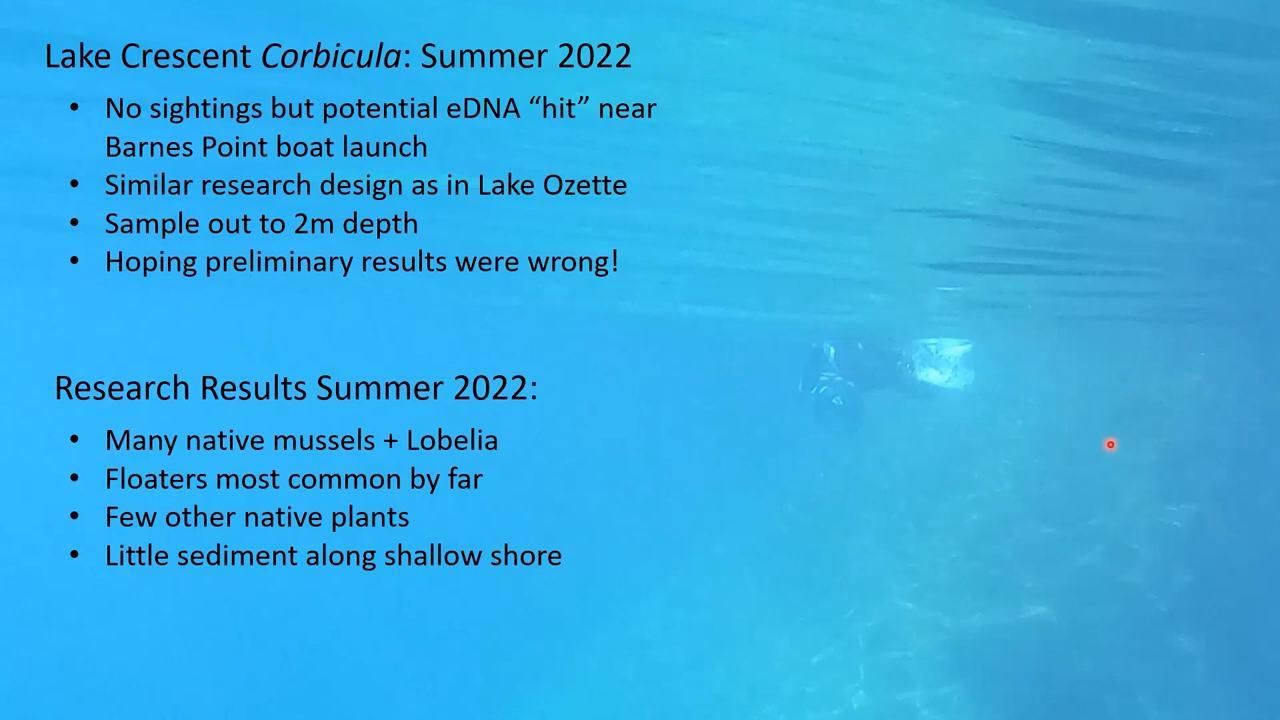 Lake Crescent Corbicula: Summer 2022
• No sightings but potential eDNA “hit” near
Barnes Point boat launch
• Similar research design as in Lake Ozette
• Sample out to 2m depth
• Hoping preliminary results were wrong!
Research Results Summer 2022:
• Many native mussels + Lobelia
• Floaters most common by far
• Few other native plants
• Little sediment along shallow shore